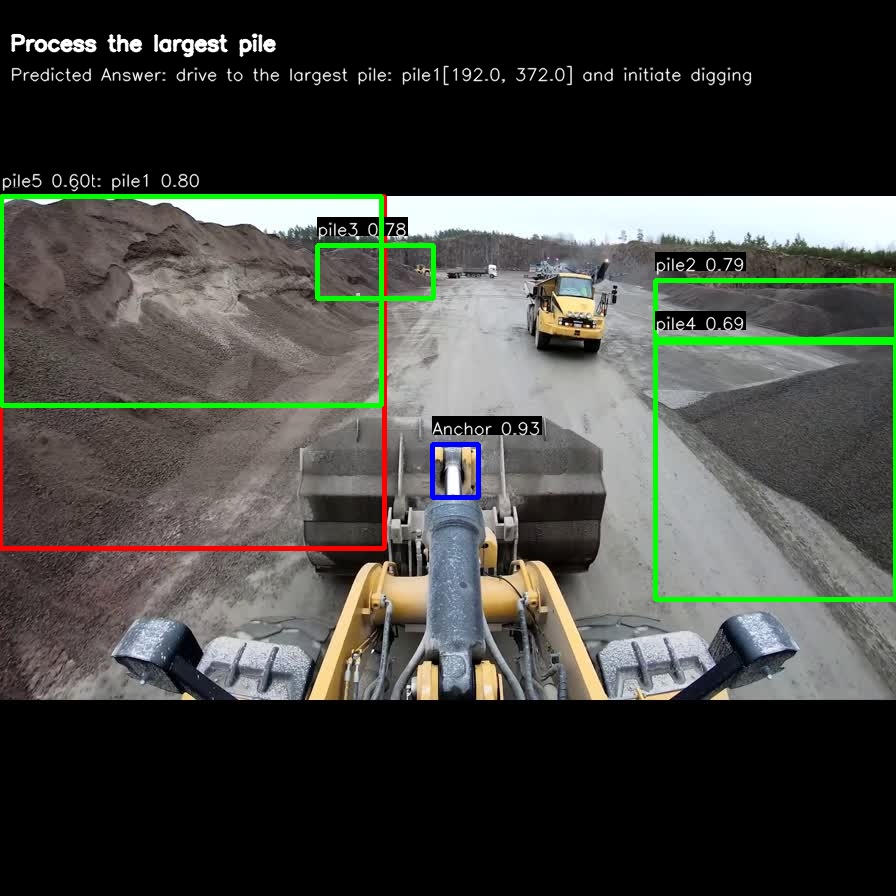 Process the largest pile
Predicted Answer: drive to the largest pile: pile1[192.0, 372.0] and initiate digging
pile5 0.60t: pile1 0.80
pile3 0.78
pile2 0.79
pile4 0.69
Anchor 0.93